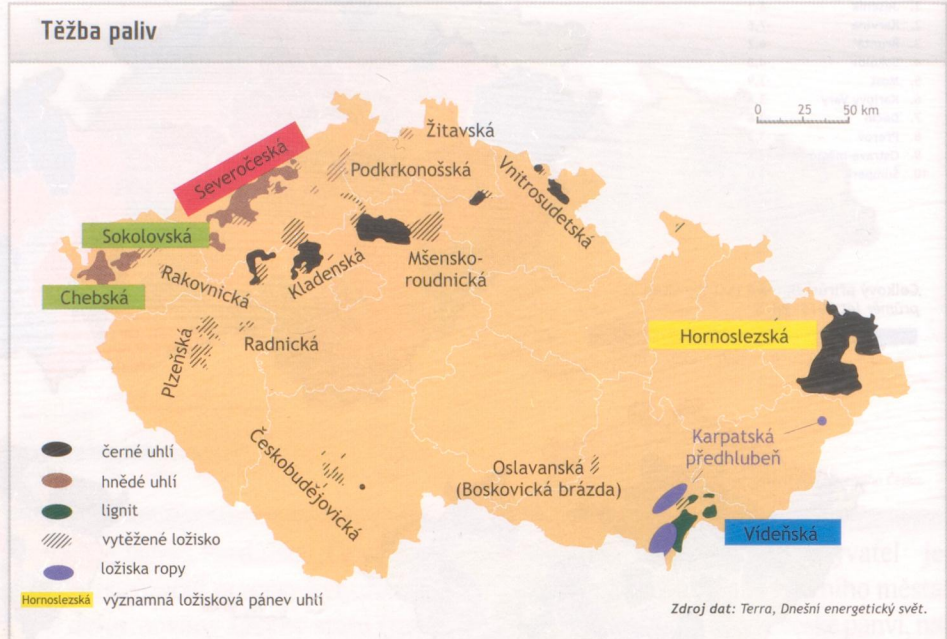 Těžba paliv
0 25 50 km
Žitavská
Severočeská
Podkrkonošská
Vnitrosudetská
Sokolovská
Mšensko-
roudnická
Kladenská
Rakovnická
Chebská
Plzeňská
Radnická
Hornoslezská
Karpatská
předhlubeň
Českobudějovická
Oslavanská
(Boskovická brázda)
Vídeňská
černé uhlí
hnědé uhlí
lignit
vytěžené ložisko
ložiska ropy
Hornoslezská významná ložisková pánev uhlí
Zdroj dat: Terra, Dnešní energetický svět.